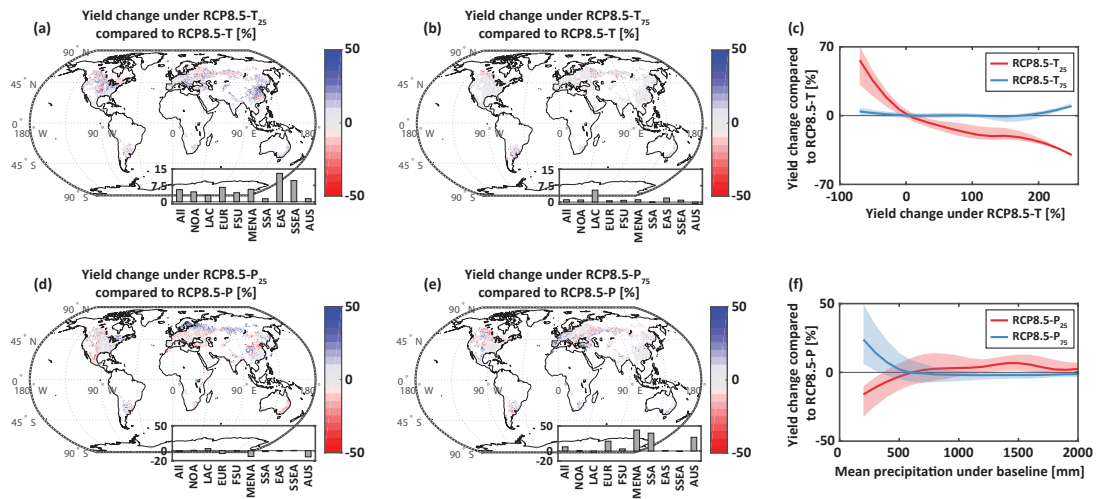 (a)
Yield change under RCP8.5-T25
compared to RCP8.5-T [%]
90° N
45° N
0
180° W
90° W
0
90° E
180° E
45° S
90° S
50
0
-50
15
7.5
0
All
NOA
LAC
EUR
FSU
MENA
SSA
EAS
SSEA
AUS
(b)
Yield change under RCP8.5-T75
compared to RCP8.5-T [%]
90° N
45° N
0
180° W
90° W
0
90° E
180° E
45° S
90° S
50
0
-50
15
7.5
0
All
NOA
LAC
EUR
FSU
MENA
SSA
EAS
SSEA
AUS
(c)
Yield change compared
to RCP8.5-T [%]
70
0
-70
RCP8.5-T25
RCP8.5-T75
-100
0
100
200
Yield change under RCP8.5-T [%]
(d)
Yield change under RCP8.5-P25
compared to RCP8.5-P [%]
90° N
45° N
0
180° W
90° W
0
90° E
180° E
45° S
90° S
50
0
-50
50
0
-20
All
NOA
LAC
EUR
FSU
MENA
SSA
EAS
SSEA
AUS
(e)
Yield change under RCP8.5-P75
compared to RCP8.5-P [%]
90° N
45° N
0
180° W
90° W
0
90° E
180° E
45° S
90° S
50
0
-50
50
0
-20
All
NOA
LAC
EUR
FSU
MENA
SSA
EAS
SSEA
AUS
(f)
Yield change compared
to RCP8.5-P [%]
50
0
-50
RCP8.5-P25
RCP8.5-P75
0
500
1000
1500
2000
Mean precipitation under baseline [mm]